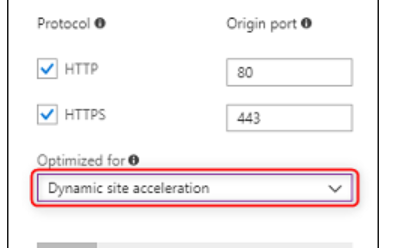 Protocol Origin port
HTTP 80
HTTPS 443
Optimized for
Dynamic site acceleration